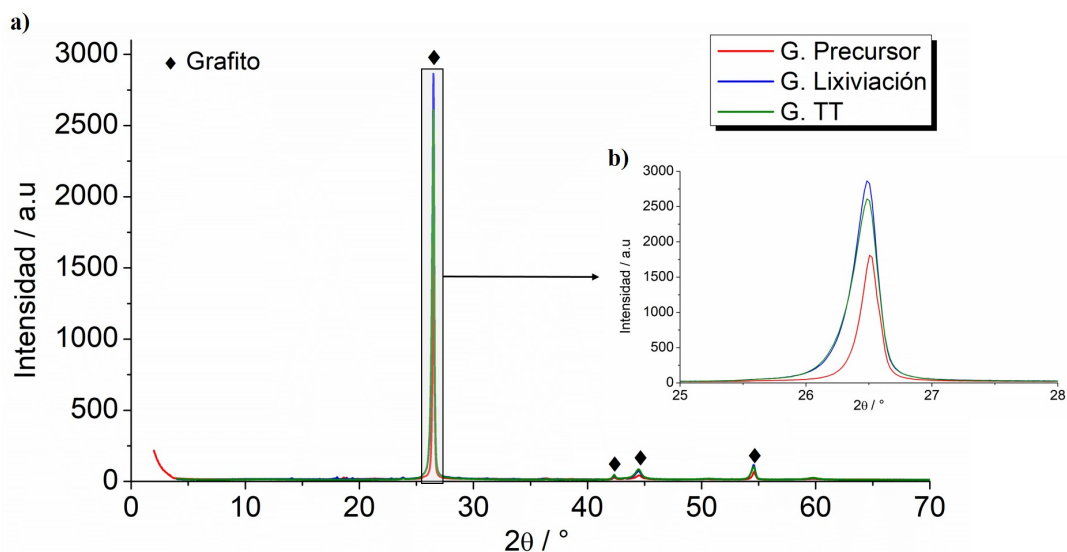 a)
◆ Grafito
◆
G. Precursor
G. Lixiviación
G. TT
3000
2500
2000
1500
1000
500
0
Intensidad / a.u
0 10 20 30 40 50 60 70
2θ / °
◆ ◆ ◆
b)
3000
2500
2000
1500
1000
500
0
Intensidad / a.u
25 26 27 28
2θ / °